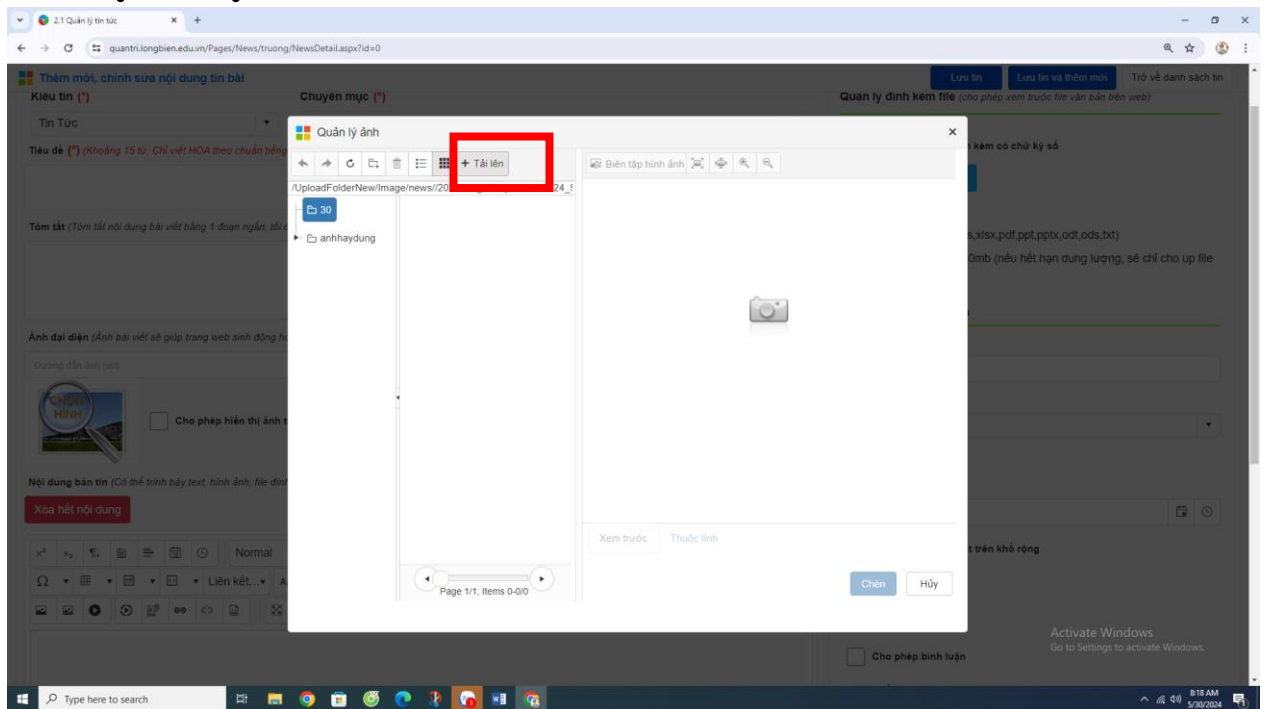 2.1 Quản lý tin tức
quantri.longbien.edu.vn/Pages/News/truong/NewsDetail.aspx?id=0
Thêm mới, chỉnh sửa nội dung tin bài
Lưu tin
Lưu tin và thêm mới
Trở về danh sách tin
Kiểu tin (*)
Chuyên mục (*)
Quản lý đính kèm file (cho phép xem trước file văn bản trên web)
Tin Tức
Quản lý ảnh
Tiêu đề (*) (Khoảng 15 từ. Chỉ viết HOA theo chuẩn tiếng
kèm có chữ ký số
+ Tải lên
Biên tập hình ảnh
/UploadFolderNew/Image/news//20
30
Tóm tắt (Tóm tắt nội dung bài viết bằng 1 đoạn ngắn, tối
anhhaydung
s,xlsx,pdf,ppt,pptx,odt,ods,txt)
0mb (nếu hết hạn dung lượng, sẽ chỉ cho up file
Ảnh đại diện (Ảnh bài viết sẽ giúp trang web sinh động
Đường dẫn ảnh (url)
CHỌN
HÌNH
Cho phép hiển thị ảnh
Nội dung bản tin (Có thể trình bày text, hình ảnh, file
Xóa hết nội dung
Xem trước
Thuộc tính
Normal
t trên khổ rộng
Liên kết...
Page 1/1; Items 0-0/0
Chèn
Hủy
Activate Windows
Go to Settings to activate Windows.
Cho phép bình luận
Type here to search
8:18 AM
5/30/2024